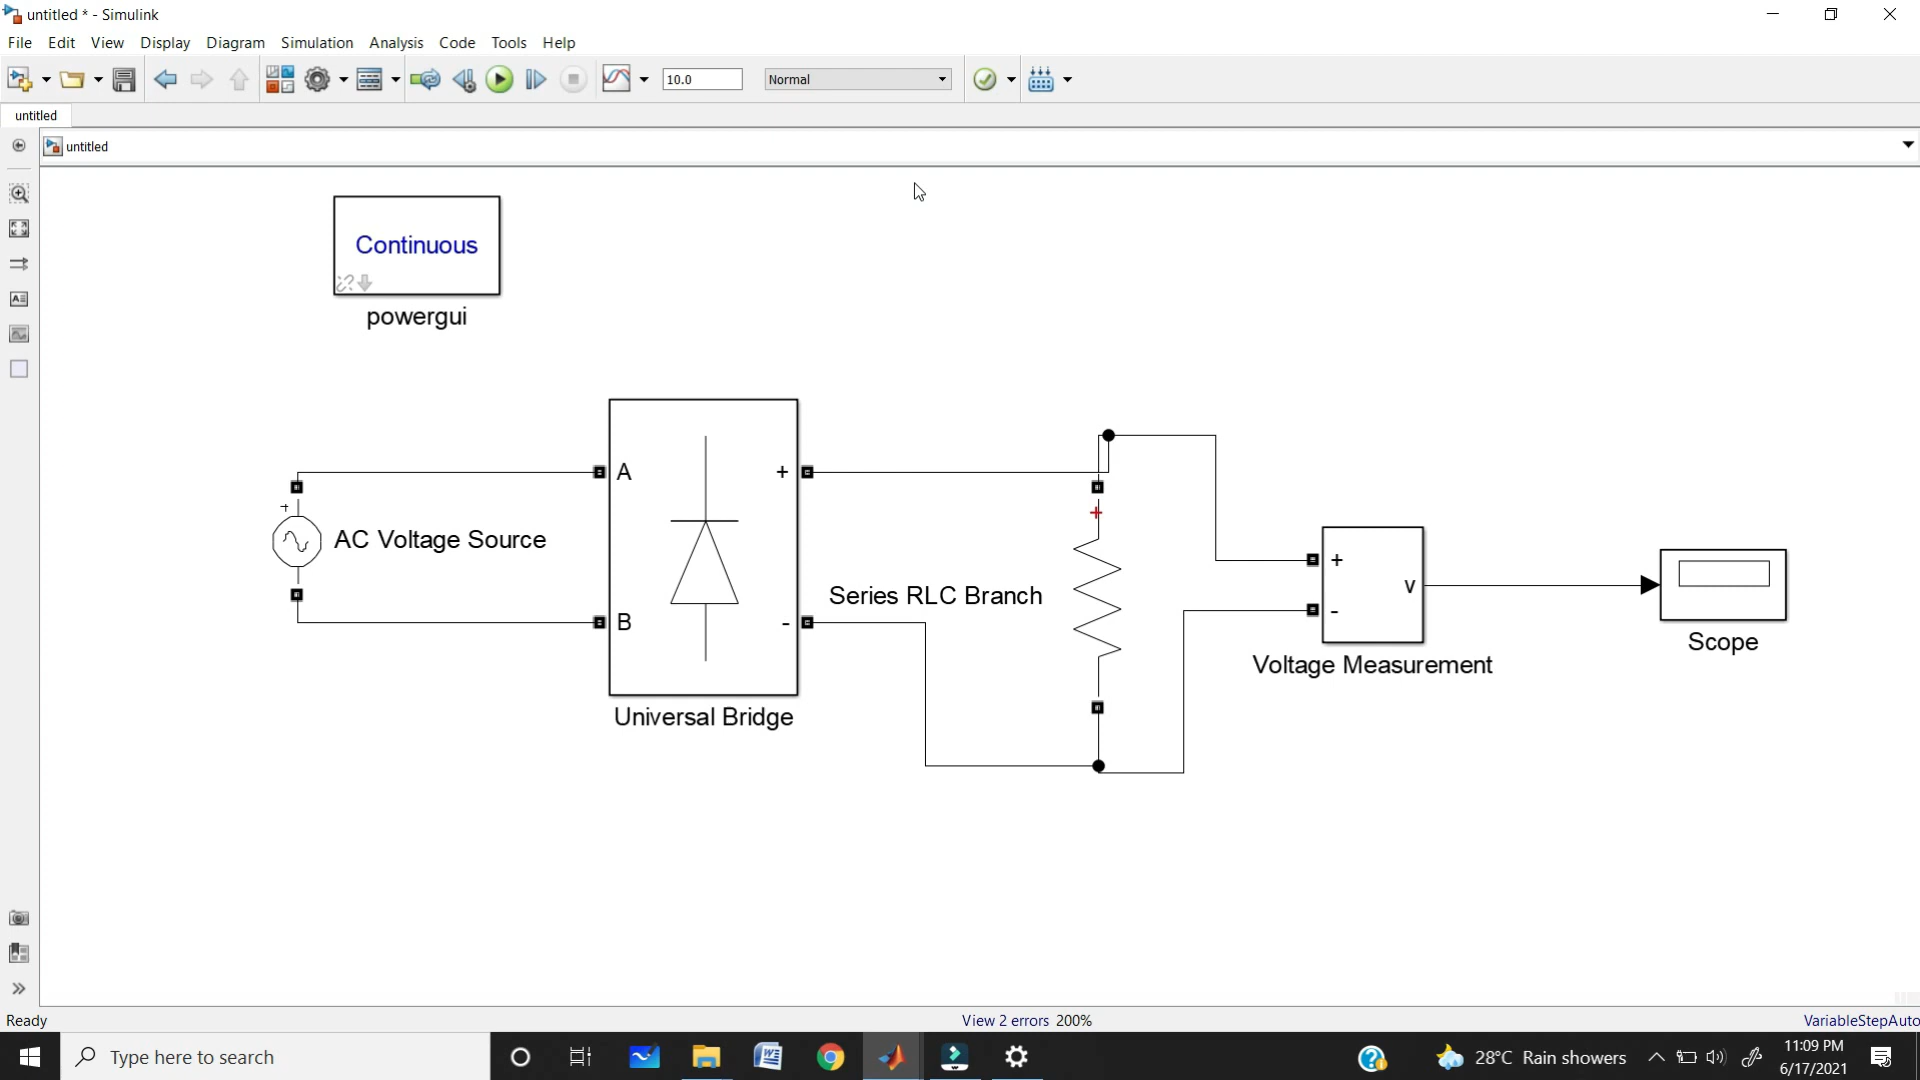 untitled * - Simulink
File Edit View Display Diagram Simulation Analysis Code Tools Help
10.0 Normal
untitled
untitled
Continuous
powergui
A +
+
AC Voltage Source
+
+
v
Series RLC Branch
-
B -
Scope
Voltage Measurement
Universal Bridge
Ready View 2 errors 200% VariableStepAuto
Type here to search
28°C Rain showers
11:09 PM
6/17/2021